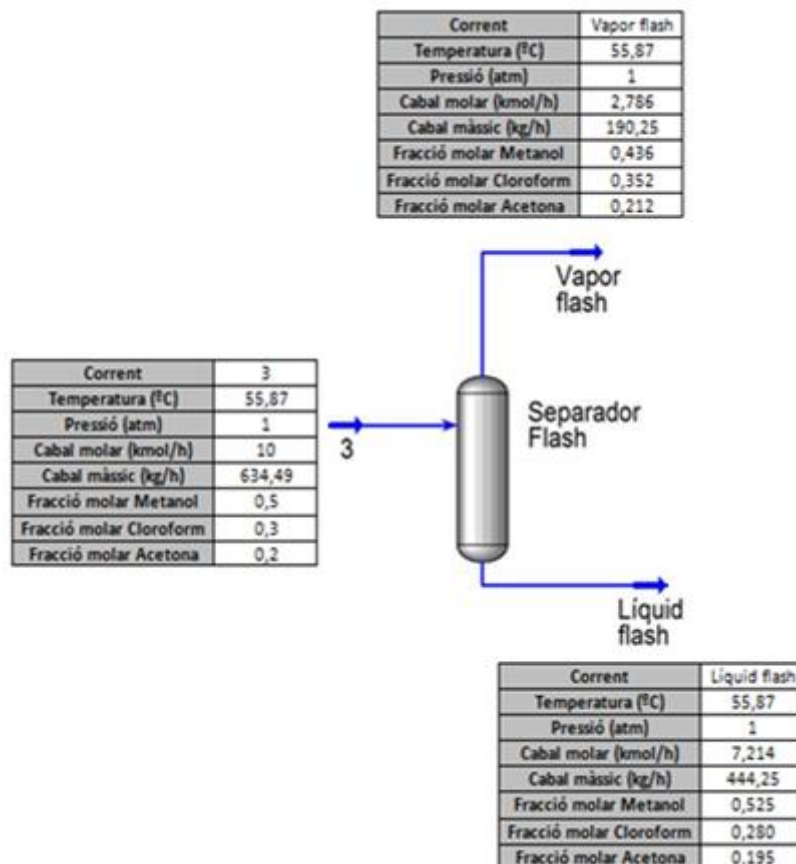 Corrent Vapor flash
Temperatura (ºC) 55,87
Pressió (atm) 1
Cabal molar (kmol/h) 2,786
Cabal màssic (kg/h) 190,25
Fracció molar Metanol 0,436
Fracció molar Cloroform 0,352
Fracció molar Acetona 0,212
Vapor
flash
Corrent 3
Temperatura (ºC) 55,87
Pressió (atm) 1
Cabal molar (kmol/h) 10
Cabal màssic (kg/h) 634,49
Fracció molar Metanol 0,5
Fracció molar Cloroform 0,3
Fracció molar Acetona 0,2
3
Separador
Flash
Líquid
flash
Corrent Líquid flash
Temperatura (ºC) 55,87
Pressió (atm) 1
Cabal molar (kmol/h) 7,214
Cabal màssic (kg/h) 444,25
Fracció molar Metanol 0,525
Fracció molar Cloroform 0,280
Fracció molar Acetona 0,195